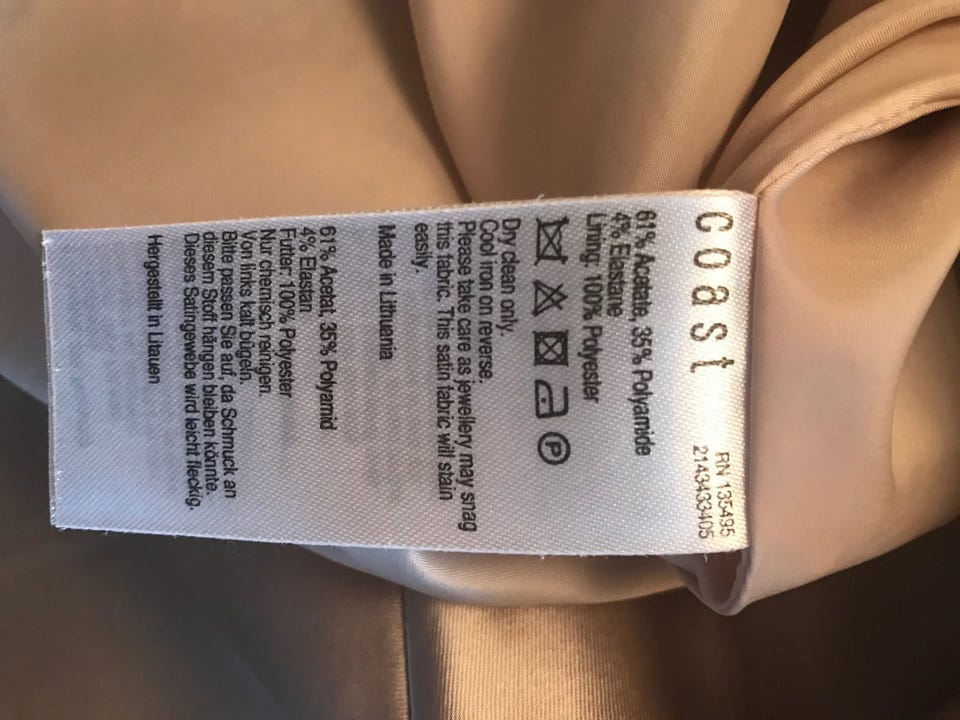 coast
RN 135495
2143433405
61% Acetate, 35% Polyamide
4% Elastane
Lining: 100% Polyester
P
Dry clean only.
Cool iron on reverse.
Please take care as jewellery may snag
this fabric. This satin fabric will stain
easily.
Made in Lithuania
61% Acetat, 35% Polyamid
4% Elastan
Futter: 100% Polyester
Nur chemisch reinigen.
Von links kalt bügeln.
Bitte passen Sie auf, da Schmuck an
diesem Stoff hängen bleiben könnte.
Dieses Satingewebe wird leicht fleckig.
Hergestellt in Litauen